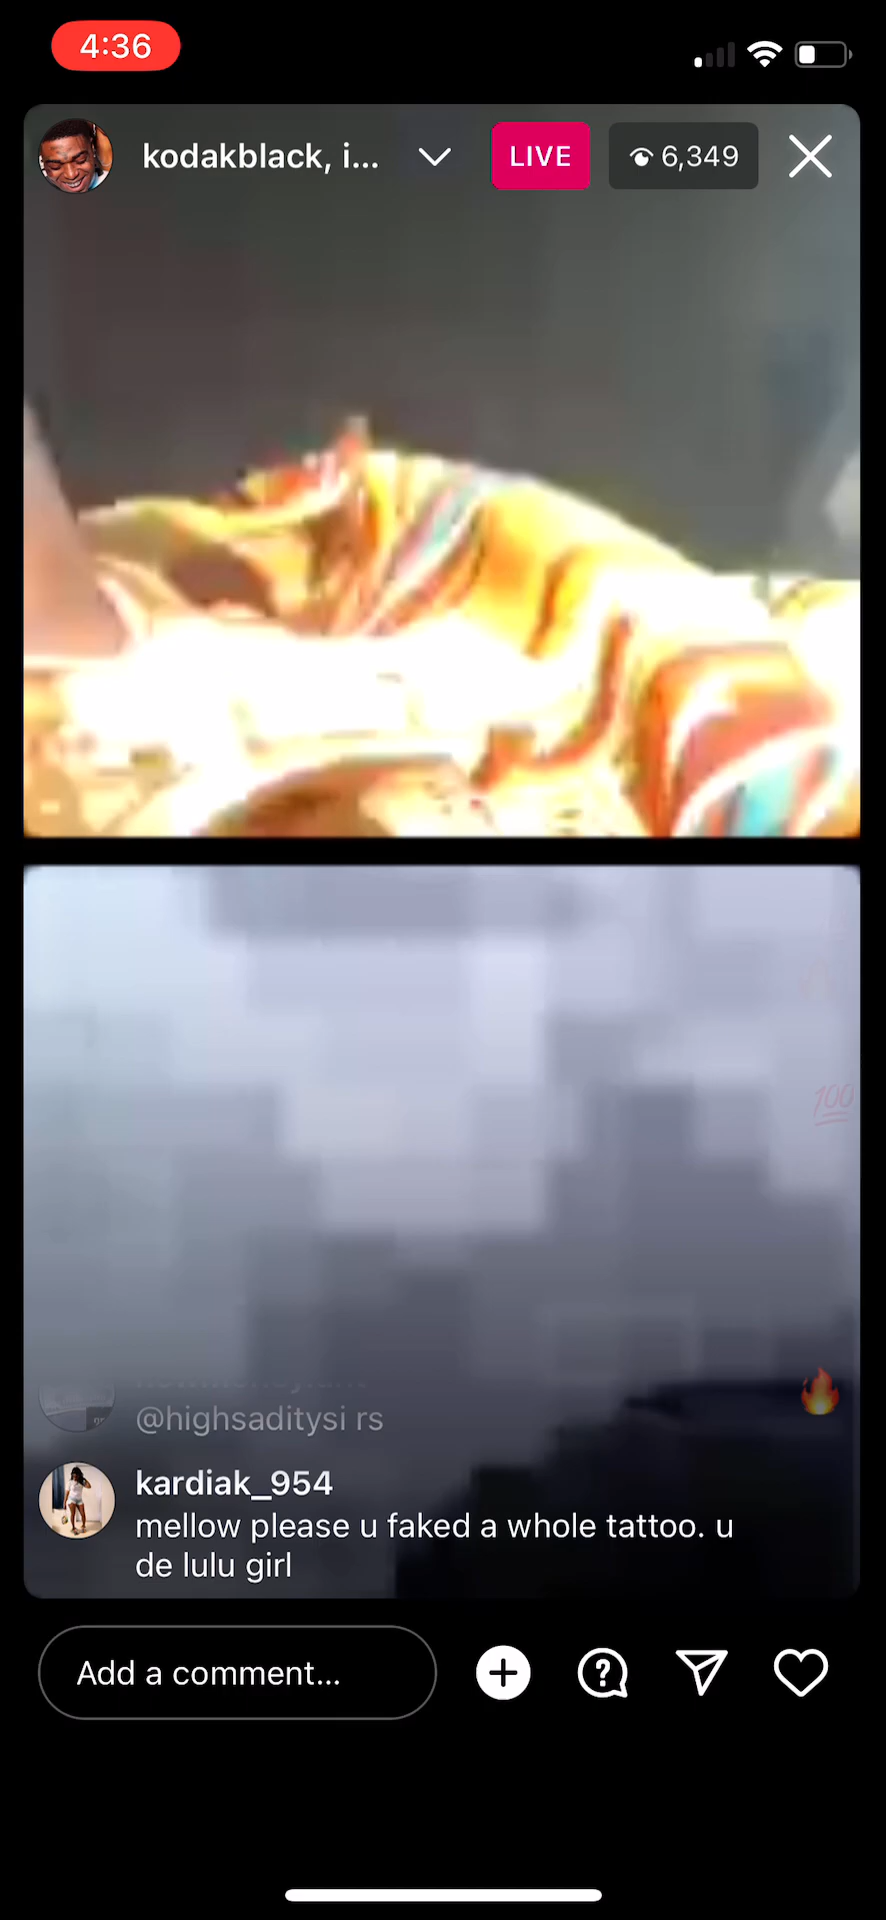 4:36
kodakblack, i...
LIVE
6,349
100
@highsaditysi rs
kardiak_954
mellow please u faked a whole tattoo. u
de lulu girl
Add a comment...